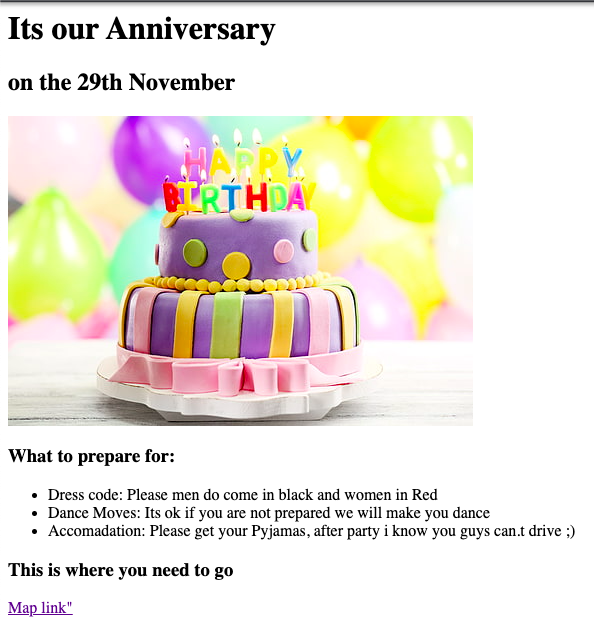 Its our Anniversary
on the 29th November
HAPPY
BIRTHDAY
What to prepare for:
Dress code: Please men do come in black and women in Red
Dance Moves: Its ok if you are not prepared we will make you dance
Accomadation: Please get your Pyjamas, after party i know you guys can.t drive ;)
This is where you need to go
Map link"